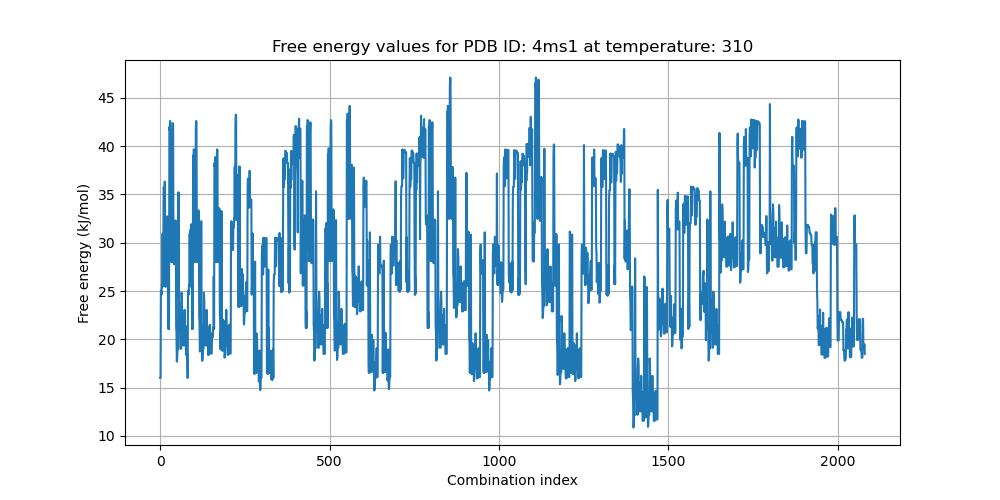 Free energy values for PDB ID: 4ms1 at temperature: 310
Free energy (kJ/mol)
45
40
35
30
25
20
15
10
0 500 1000 1500 2000
Combination index